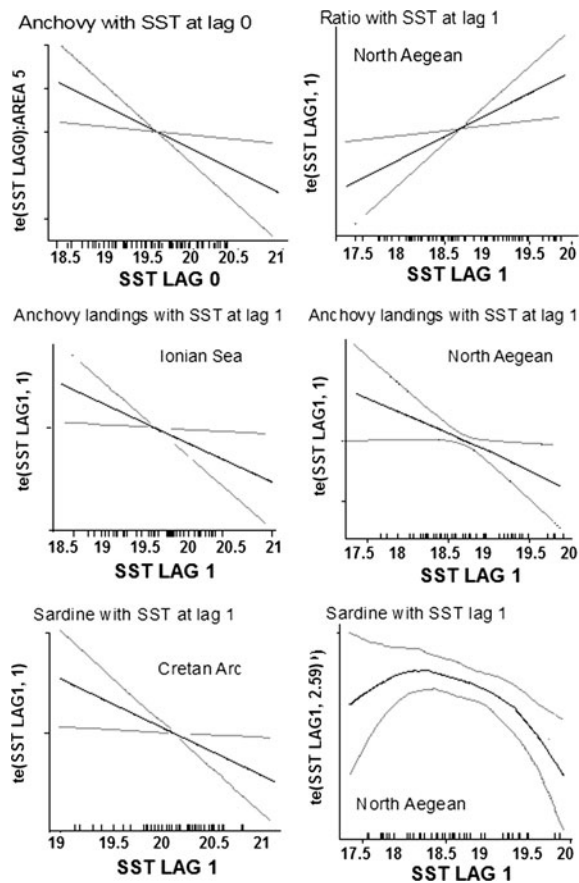 Anchovy with SST at lag 0
te(SST LAG0):AREA 5
18.5 19 19.5 20 20.5 21
SST LAG 0
Ratio with SST at lag 1
North Aegean
te(SST LAG1, 1)
17.5 18 18.5 19 19.5 20
SST LAG 1
Anchovy landings with SST at lag 1
Ionian Sea
te(SST LAG1, 1)
18.5 19 19.5 20 20.5 21
SST LAG 1
Anchovy landings with SST at lag 1
North Aegean
te(SST LAG1, 1)
17.5 18 18.5 19 19.5 20
SST LAG 1
Sardine with SST at lag 1
Cretan Arc
te(SST LAG1, 1)
19 19.5 20 20.5 21
SST LAG 1
Sardine with SST lag 1
te(SST LAG1, 2.59)
North Aegean
17.5 18 18.5 19 19.5 20
SST LAG 1